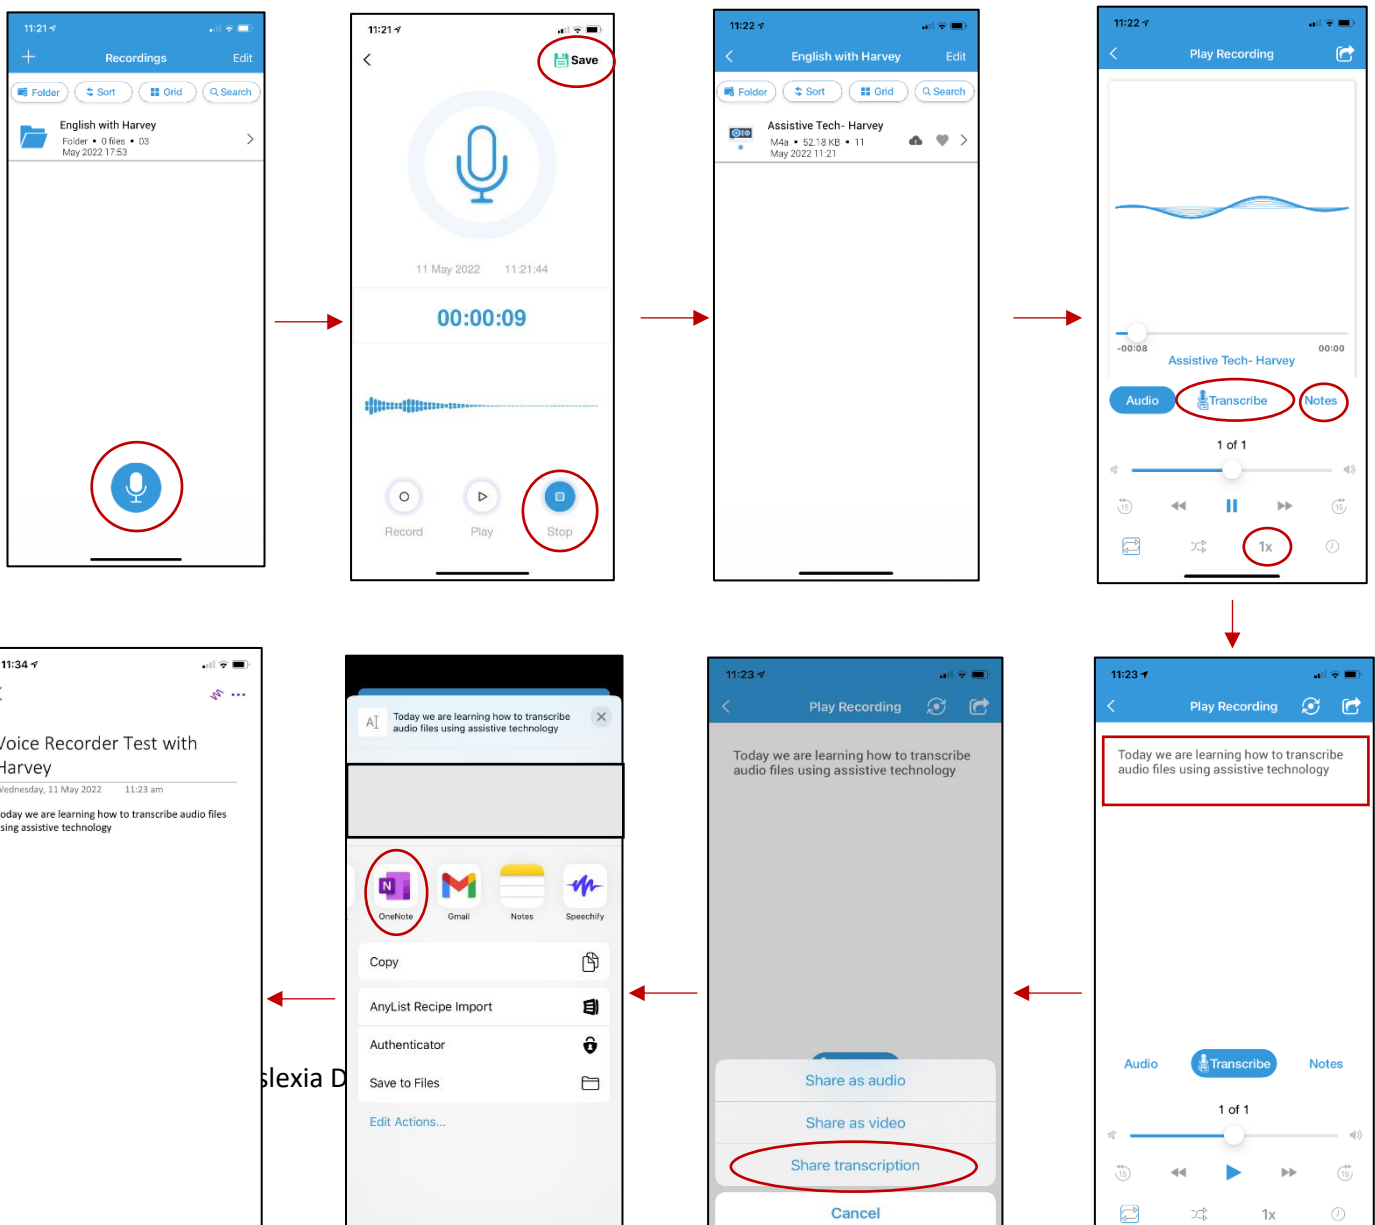 11:21
Recordings
Edit
Folder
Sort
Grid
Search
English with Harvey
Folder • 0 files • 03
May 2022 17:53
11:21
Save
11 May 2022 11:21:44
00:00:09
Record
Play
Stop
11:22
English with Harvey
Edit
Folder
Sort
Grid
Search
Assistive Tech- Harvey
M4a • 52.18 KB • 11
May 2022 11:21
11:22
Play Recording
-00:08
00:00
Assistive Tech- Harvey
Audio
Transcribe
Notes
1 of 1
15
15
1x
11:23
Play Recording
Today we are learning how to transcribe
audio files using assistive technology
Audio
Transcribe
Notes
1 of 1
15
15
1x
11:23
Play Recording
Today we are learning how to transcribe
audio files using assistive technology
Share as audio
Share as video
Share transcription
Cancel
A
Today we are learning how to transcribe
audio files using assistive technology
N
OneNote
Gmail
Notes
Speechify
Copy
AnyList Recipe Import
Authenticator
Save to Files
Edit Actions...
11:34
Voice Recorder Test with
Harvey
Wednesday, 11 May 2022 11:23 am
Today we are learning how to transcribe audio files
using assistive technology
slexia D